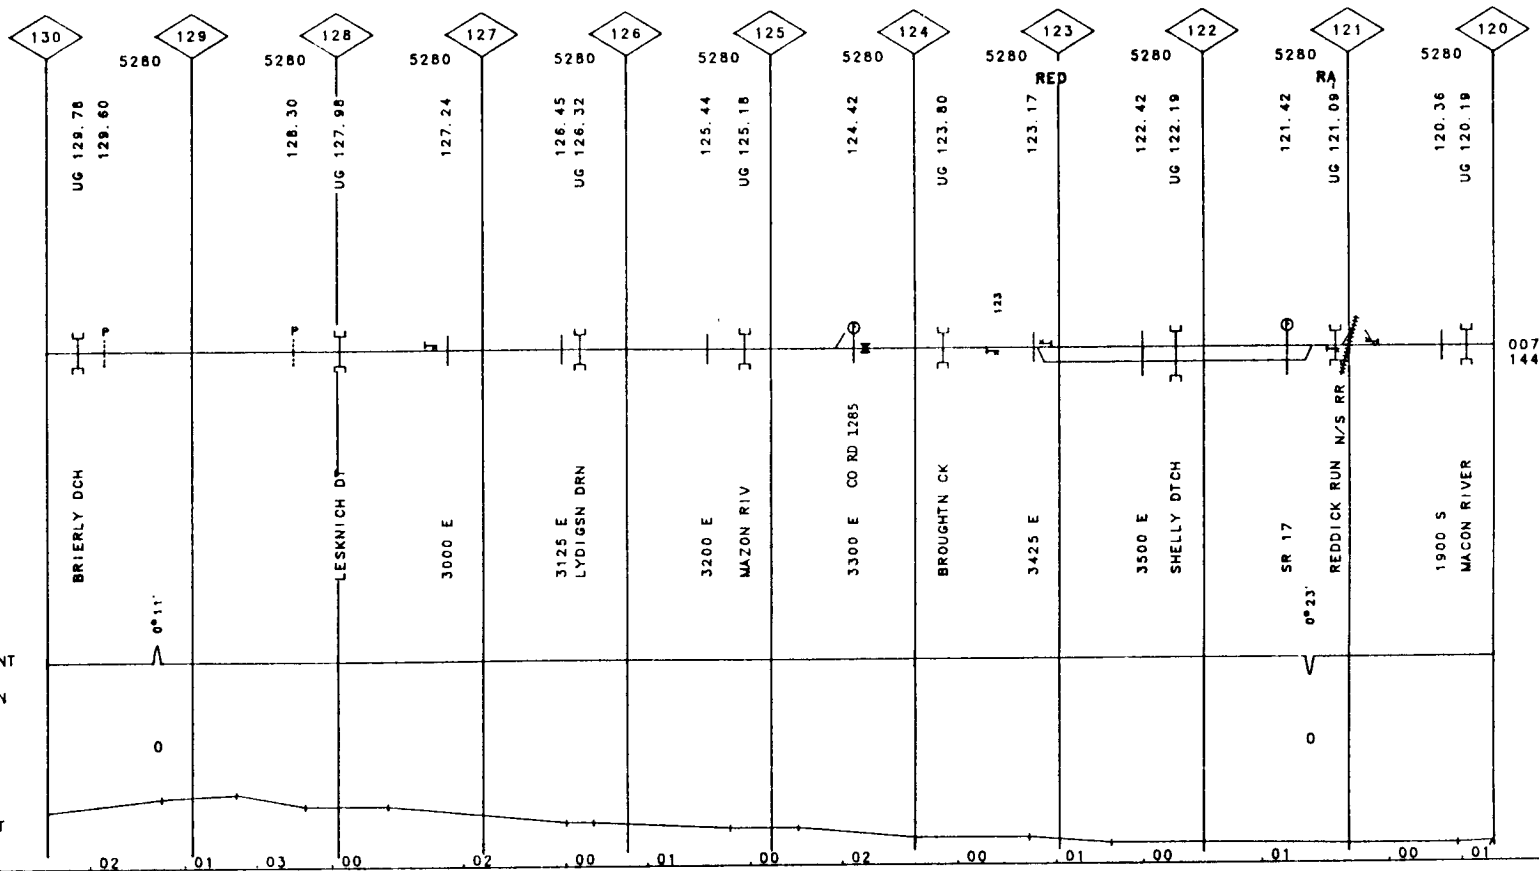 130 129 128 127 126 125 124 123 122 121 120
5280 5280 5280 5280 5280 5280 5280 5280 5280
RED RA
UG 129.78
129.60
128.30
UG 127.98
127.24
126.45
UG 126.32
125.44
UG 125.18
124.42
UG 123.80
123.17
122.42
UG 122.19
121.42
UG 121.09
120.36
UG 120.19
123
P P P P
007
144
BRIERLY DCH
LESKNICH DT
3000 E
3125 E
LYDIGSN DRN
3200 E
MAZON RIV
3300 E CO RD 1285
BROUGHTN CK
3425 E
3500 E
SHELLY DTCH
SR 17
REDDICK RUN
N/S RR
1900 S
MACON RIVER
0°11'
0°23'
NT
N
0 0
T
.02 .01 .03 .00 .02 .00 .01 .00 .02 .00 .01 .00 .01 .00 .01